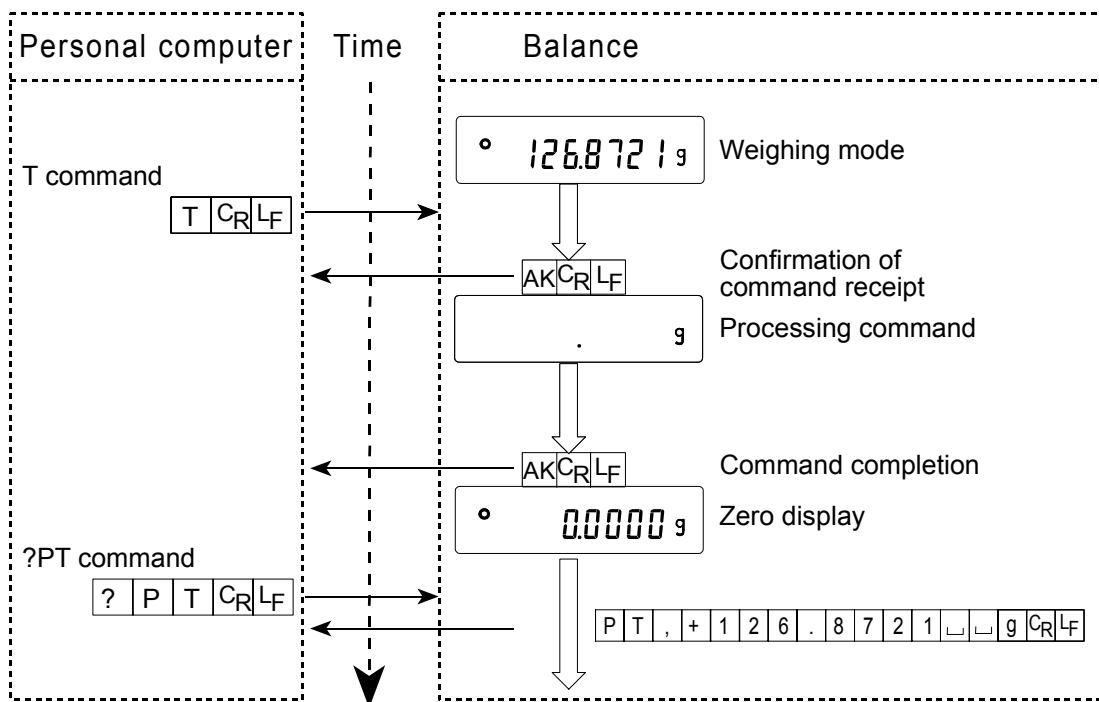 Personal computer Time Balance
126.8721 g Weighing mode
T command
T CR LF
AK CR LF Confirmation of
command receipt
. g Processing command
AK CR LF Command completion
0.0000 g Zero display
?PT command
? P T CR LF
P T , + 1 2 6 . 8 7 2 1 ␣ ␣ g CR LF